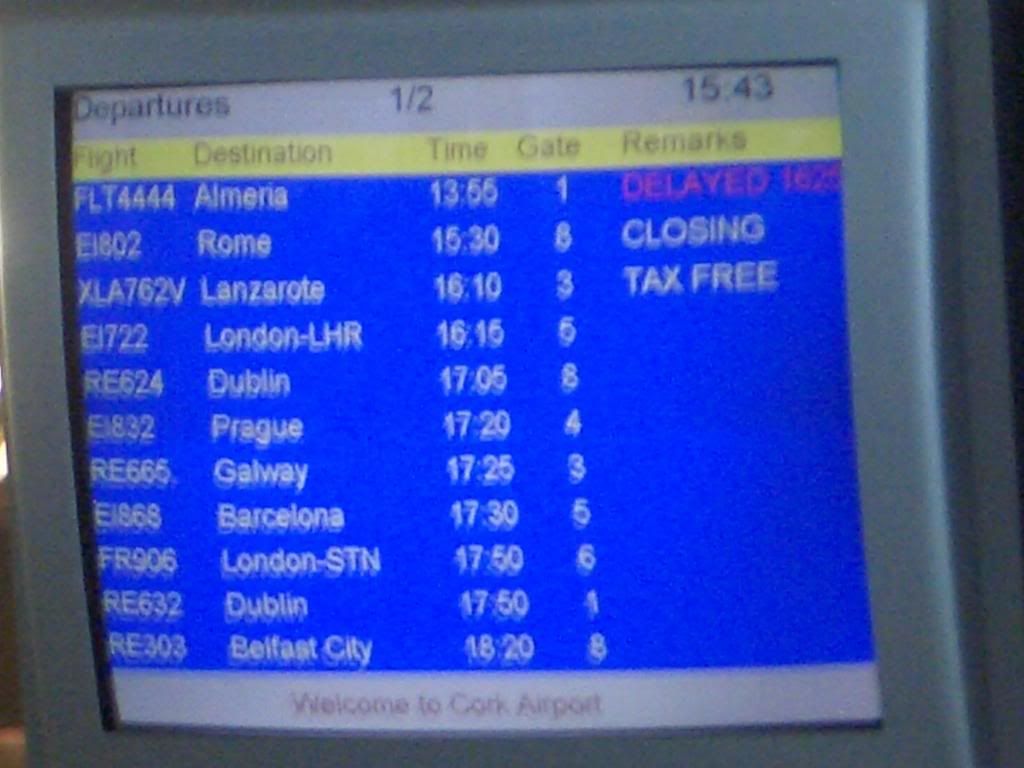 Departures 1/2 15:43
Flight Destination Time Gate Remarks
FLT4444 Almeria 13:55 1 DELAYED 1625
EI802 Rome 15:30 8 CLOSING
XLA762V Lanzarote 16:10 3 TAX FREE
EI722 London-LHR 16:15 5
RE624 Dublin 17:05 8
EI832 Prague 17:20 4
RE665 Galway 17:25 3
EI868 Barcelona 17:30 5
FR906 London-STN 17:50 6
RE632 Dublin 17:50 1
RE303 Belfast City 18:20 8
Welcome to Cork Airport